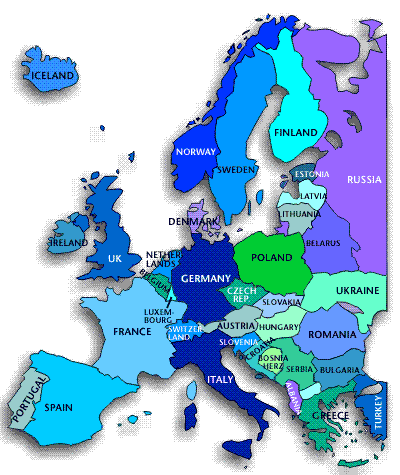 ICELAND
FINLAND
NORWAY
SWEDEN
ESTONIA
RUSSIA
LATVIA
LITHUANIA
DENMARK
IRELAND
UK
BELARUS
NETHER
LANDS
BELGIUM
GERMANY
POLAND
UKRAINE
CZECH
REP.
LUXEM-
BOURG
SLOVAKIA
FRANCE
SWITZER
LAND
AUSTRIA
HUNGARY
ROMANIA
SLOVENIA
CROATIA
BOSNIA
HERZ
SERBIA
BULGARIA
ITALY
ALBANIA
PORTUGAL
SPAIN
GREECE
TURKEY